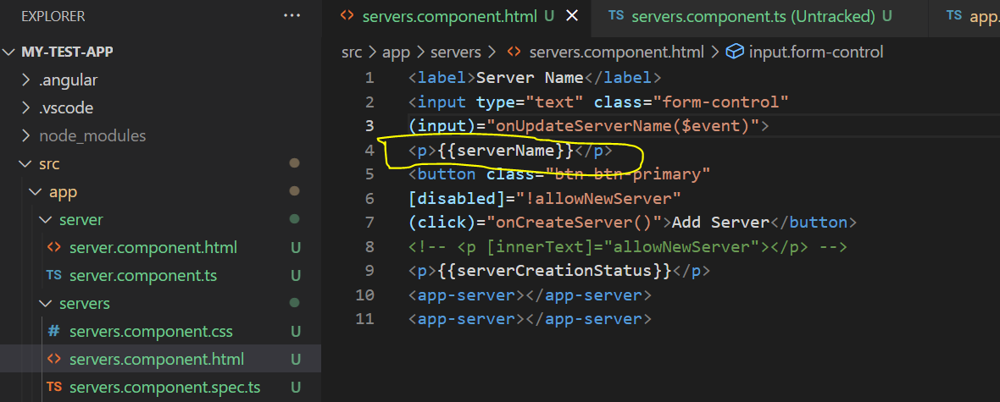 EXPLORER ...
MY-TEST-APP
.angular
.vscode
node_modules
src
app
server
server.component.html U
TS server.component.ts U
servers
# servers.component.css U
servers.component.html U
TS servers.component.spec.ts U
servers.component.html U TS servers.component.ts (Untracked) U TS app.
src > app > servers > servers.component.html > input.form-control
1 <label>Server Name</label>
2 <input type="text" class="form-control"
3 (input)="onUpdateServerName($event)">
4 <p>{{serverName}}</p>
5 <button class="btn btn-primary"
6 [disabled]="!allowNewServer"
7 (click)="onCreateServer()">Add Server</button>
8 <!-- <p [innerText]="allowNewServer"></p> -->
9 <p>{{serverCreationStatus}}</p>
10 <app-server></app-server>
11 <app-server></app-server>